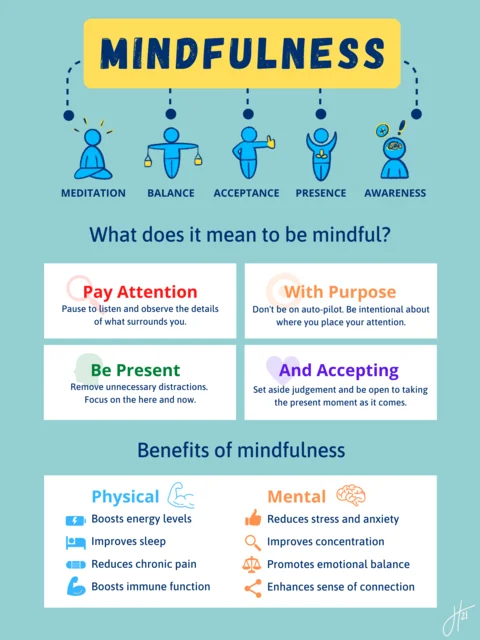 MINDFULNESS
MEDITATION BALANCE ACCEPTANCE PRESENCE AWARENESS
What does it mean to be mindful?
Pay Attention
Pause to listen and observe the details
of what surrounds you.
With Purpose
Don't be on auto-pilot. Be intentional about
where you place your attention.
Be Present
Remove unnecessary distractions.
Focus on the here and now.
And Accepting
Set aside judgement and be open to taking
the present moment as it comes.
Benefits of mindfulness
Physical
Boosts energy levels
Improves sleep
Reduces chronic pain
Boosts immune function
Mental
Reduces stress and anxiety
Improves concentration
Promotes emotional balance
Enhances sense of connection